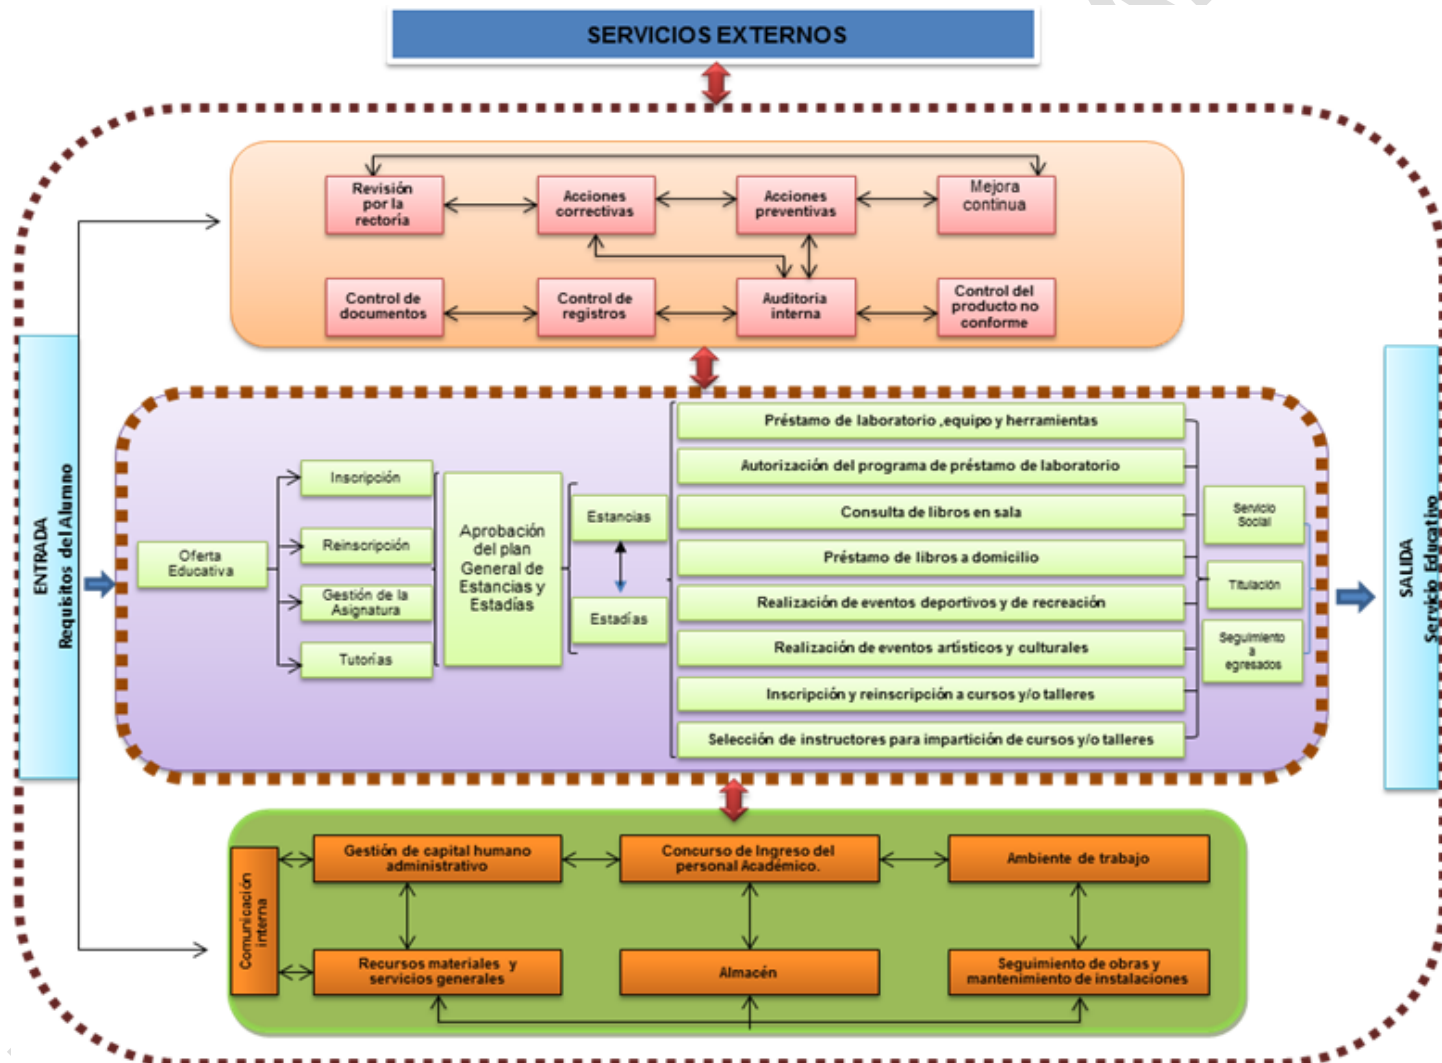 SERVICIOS EXTERNOS
Revisión
por la
rectoría
Acciones
correctivas
Acciones
preventivas
Mejora
continua
Control de
documentos
Control de
registros
Auditoria
interna
Control del
producto no
conforme
ENTRADA
Requisitos del Alumno
Oferta
Educativa
Inscripción
Reinscripción
Gestión de la
Asignatura
Tutorías
Aprobación
del plan
General de
Estancias y
Estadías
Estancias
Estadías
Préstamo de laboratorio ,equipo y herramientas
Autorización del programa de préstamo de laboratorio
Consulta de libros en sala
Préstamo de libros a domicilio
Realización de eventos deportivos y de recreación
Realización de eventos artísticos y culturales
Inscripción y reinscripción a cursos y/o talleres
Selección de instructores para impartición de cursos y/o talleres
Servicio
Social
Titulación
Seguimiento
a
egresados
SALIDA
Servicio Educativo
Comunicación
interna
Gestión de capital humano
administrativo
Concurso de Ingreso del
personal Académico.
Ambiente de trabajo
Recursos materiales y
servicios generales
Almacén
Seguimiento de obras y
mantenimiento de instalaciones